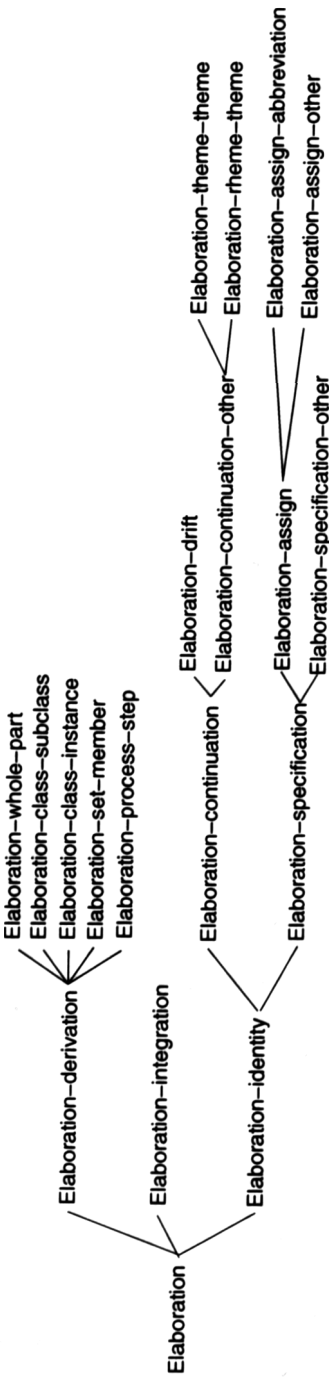 Elaboration
Elaboration–derivation
Elaboration–whole–part
Elaboration–class–subclass
Elaboration–class–instance
Elaboration–set–member
Elaboration–process–step
Elaboration–integration
Elaboration–identity
Elaboration–continuation
Elaboration–drift
Elaboration–continuation–other
Elaboration–theme–theme
Elaboration–rheme–theme
Elaboration–specification
Elaboration–assign
Elaboration–assign–abbreviation
Elaboration–assign–other
Elaboration–specification–other